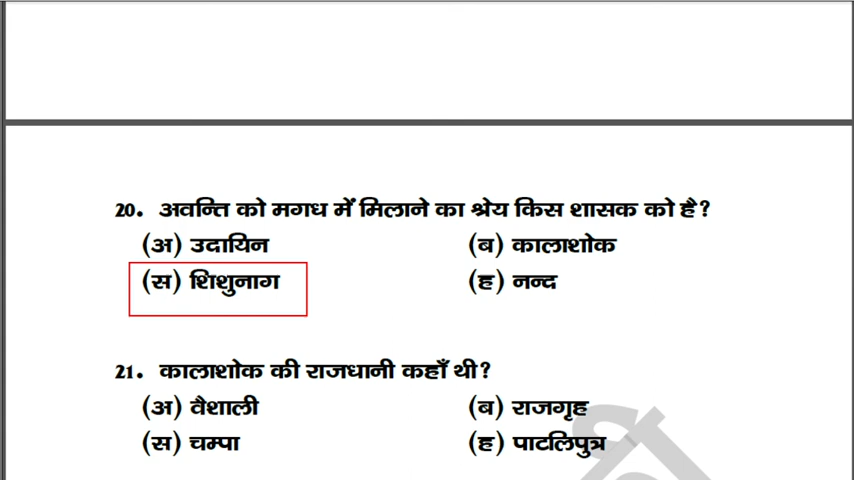 20. अवन्ति को मगध में मिलाने का श्रेय किस शासक को है?
(अ) उदायिन (ब) कालाशोक
(स) शिशुनाग (ह) नन्द
21. कालाशोक की राजधानी कहाँ थी?
(अ) वैशाली (ब) राजगृह
(स) चम्पा (ह) पाटलिपुत्र